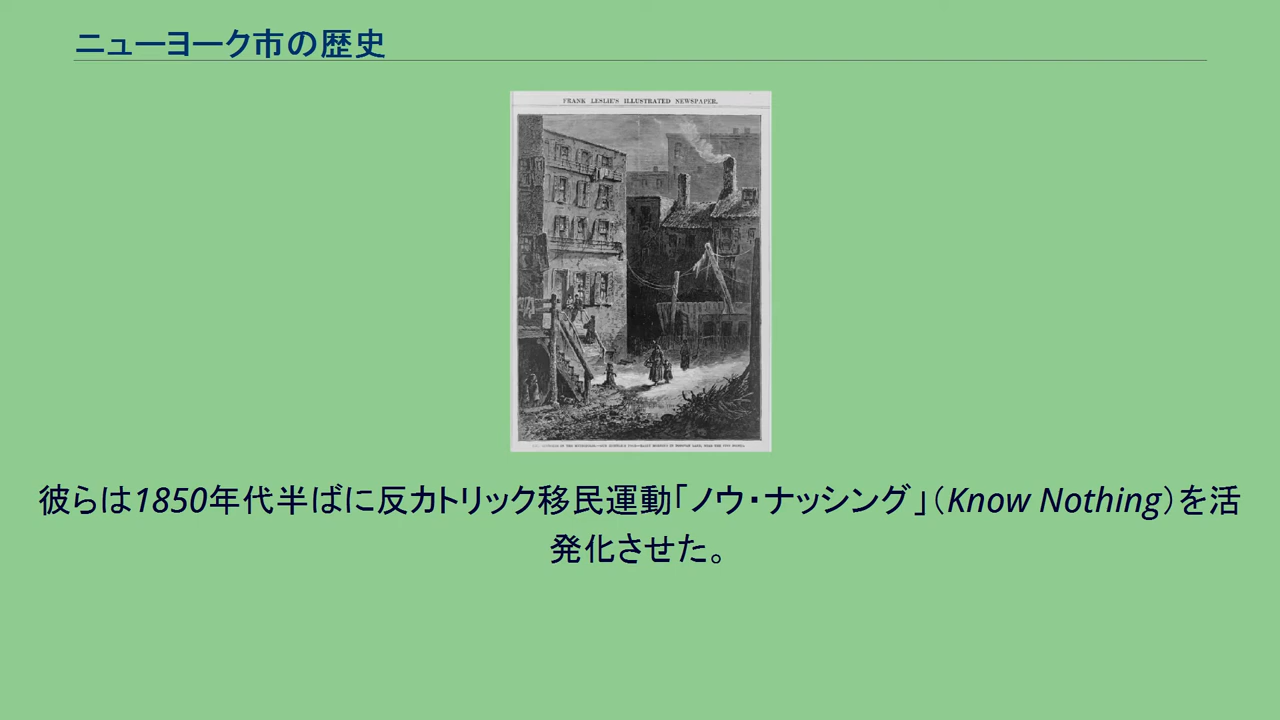 ニューヨーク市の歴史
FRANK LESLIE'S ILLUSTRATED NEWSPAPER.
彼らは1850年代半ばに反カトリック移民運動「ノウ・ナッシング」（Know Nothing）を活
発化させた。